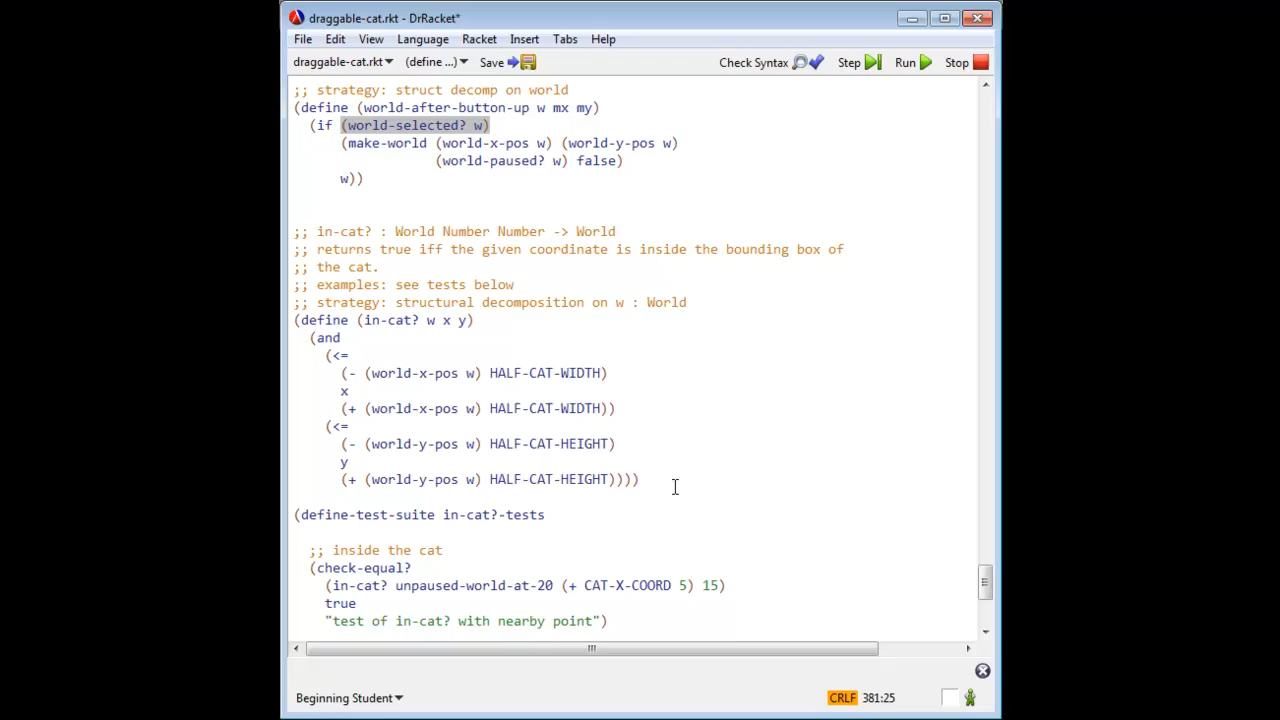 draggable-cat.rkt - DrRacket*
File Edit View Language Racket Insert Tabs Help
draggable-cat.rkt (define ...) Save Check Syntax Step Run Stop
;; strategy: struct decomp on world
(define (world-after-button-up w mx my)
(if (world-selected? w)
(make-world (world-x-pos w) (world-y-pos w)
(world-paused? w) false)
w))
;; in-cat? : World Number Number -> World
;; returns true iff the given coordinate is inside the bounding box of
;; the cat.
;; examples: see tests below
;; strategy: structural decomposition on w : World
(define (in-cat? w x y)
(and
(<=
(- (world-x-pos w) HALF-CAT-WIDTH)
x
(+ (world-x-pos w) HALF-CAT-WIDTH))
(<=
(- (world-y-pos w) HALF-CAT-HEIGHT)
y
(+ (world-y-pos w) HALF-CAT-HEIGHT))))
(define-test-suite in-cat?-tests
;; inside the cat
(check-equal?
(in-cat? unpaused-world-at-20 (+ CAT-X-COORD 5) 15)
true
"test of in-cat? with nearby point")
Beginning Student CRLF 381:25